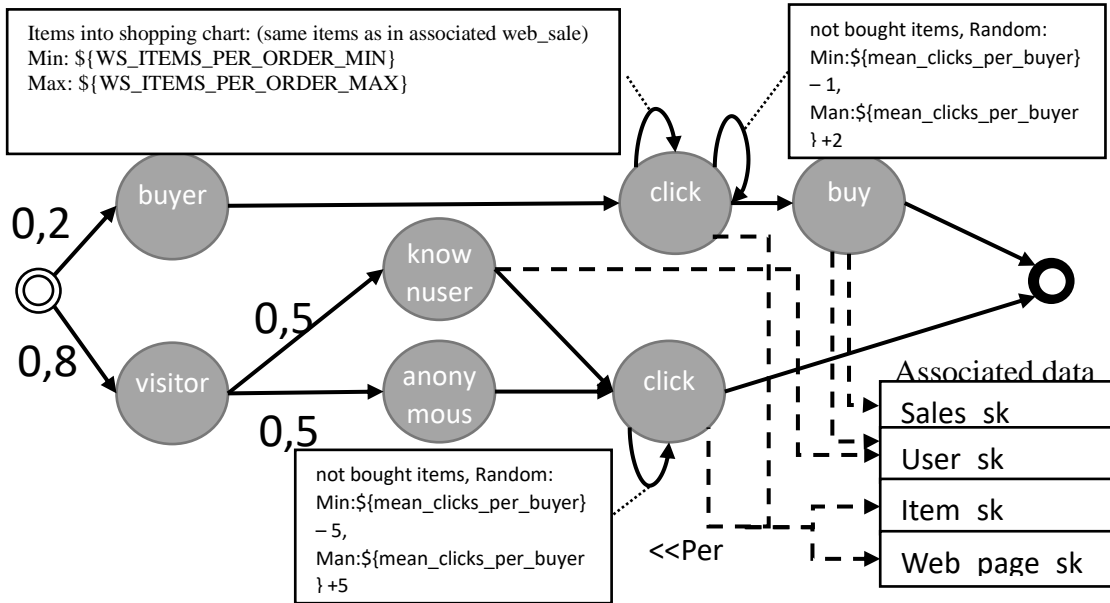 Items into shopping chart: (same items as in associated web_sale)
Min: ${WS_ITEMS_PER_ORDER_MIN}
Max: ${WS_ITEMS_PER_ORDER_MAX}
not bought items, Random:
Min:${mean_clicks_per_buyer}
– 1,
Man:${mean_clicks_per_buyer
} +2
buyer
click
buy
0,2
know
nuser
0,5
0,8
visitor
anony
mous
click
0,5
Associated data
Sales_sk
User_sk
Item_sk
Web_page_sk
not bought items, Random:
Min:${mean_clicks_per_buyer}
– 5,
Man:${mean_clicks_per_buyer
} +5
<<Per